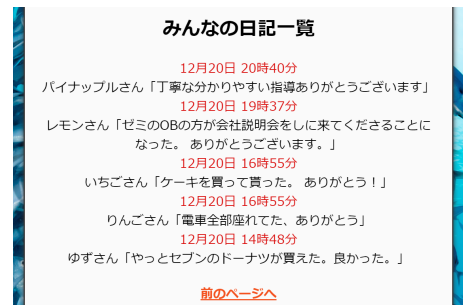 みんなの日記一覧
12月20日 20時40分
パイナップルさん「丁寧な分かりやすい指導ありがとうございます」
12月20日 19時37分
レモンさん「ゼミのOBの方が会社説明会をしに来てくださることに
なった。 ありがとうございます。」
12月20日 16時55分
いちごさん「ケーキを買って貰った。 ありがとう！」
12月20日 16時55分
りんごさん「電車全部座れてた、ありがとう」
12月20日 14時48分
ゆずさん「やっとセブンのドーナツが買えた。良かった。」
前のページへ